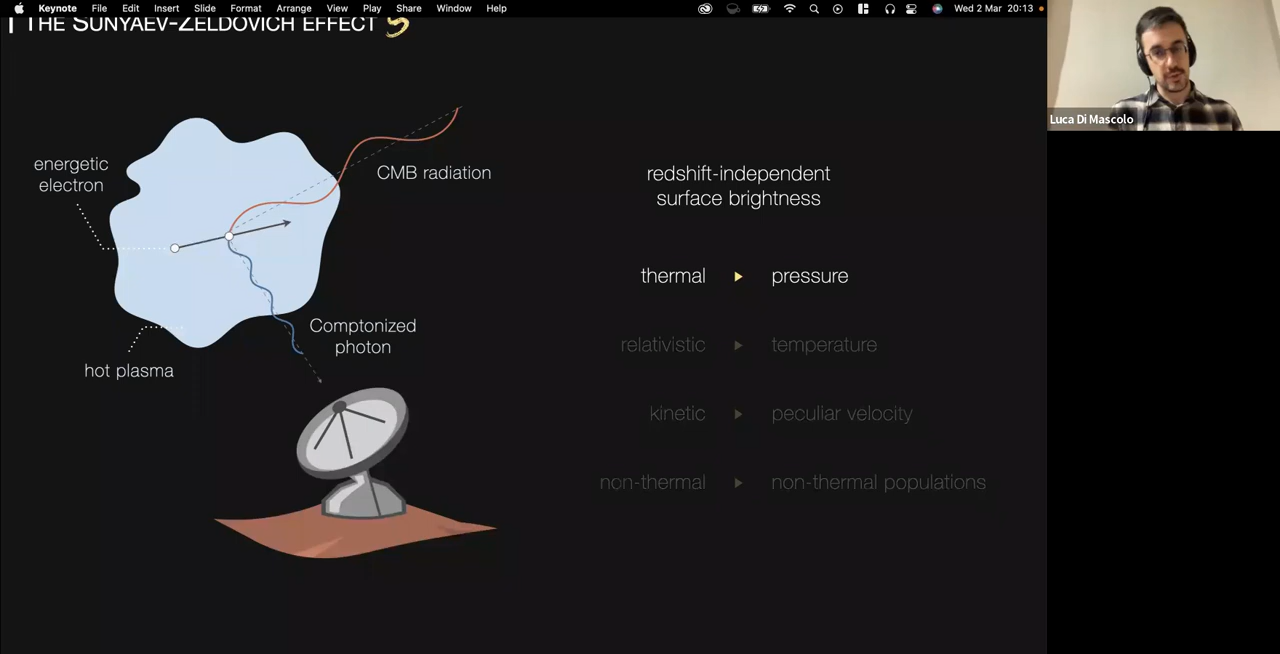 Keynote File Edit Insert Slide Format Arrange View Play Share Window Help Wed 2 Mar 20:13
THE SUNYAEV-ZELDOVICH EFFECT S
Luca Di Mascolo
energetic
electron
CMB radiation
Comptonized
photon
hot plasma
redshift-independent
surface brightness
thermal ▶ pressure
relativistic ▶ temperature
kinetic ▶ peculiar velocity
non-thermal ▶ non-thermal populations